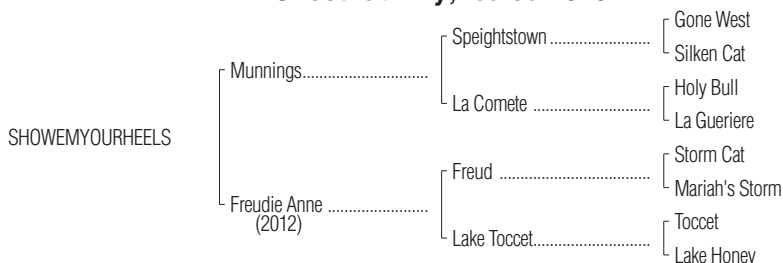 Gone West
Speightstown
Silken Cat
Munnings
Holy Bull
La Comete
La Gueriere
SHOWEMYOURHEELS
Storm Cat
Freud
Mariah's Storm
Freudie Anne
(2012)
Toccet
Lake Toccet
Lake Honey